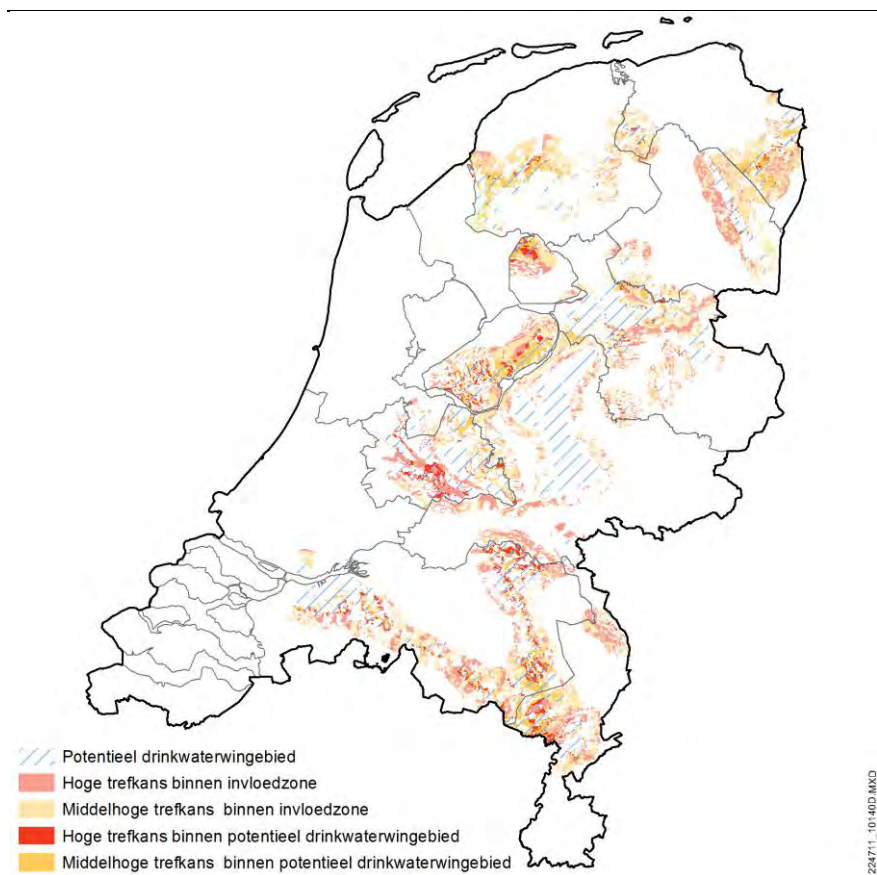 Potentieel drinkwaterwingebied
Hoge trefkans binnen invloedzone
Middelhoge trefkans binnen invloedzone
Hoge trefkans binnen potentieel drinkwaterwingebied
Middelhoge trefkans binnen potentieel drinkwaterwingebied
224711_10140D.MXD